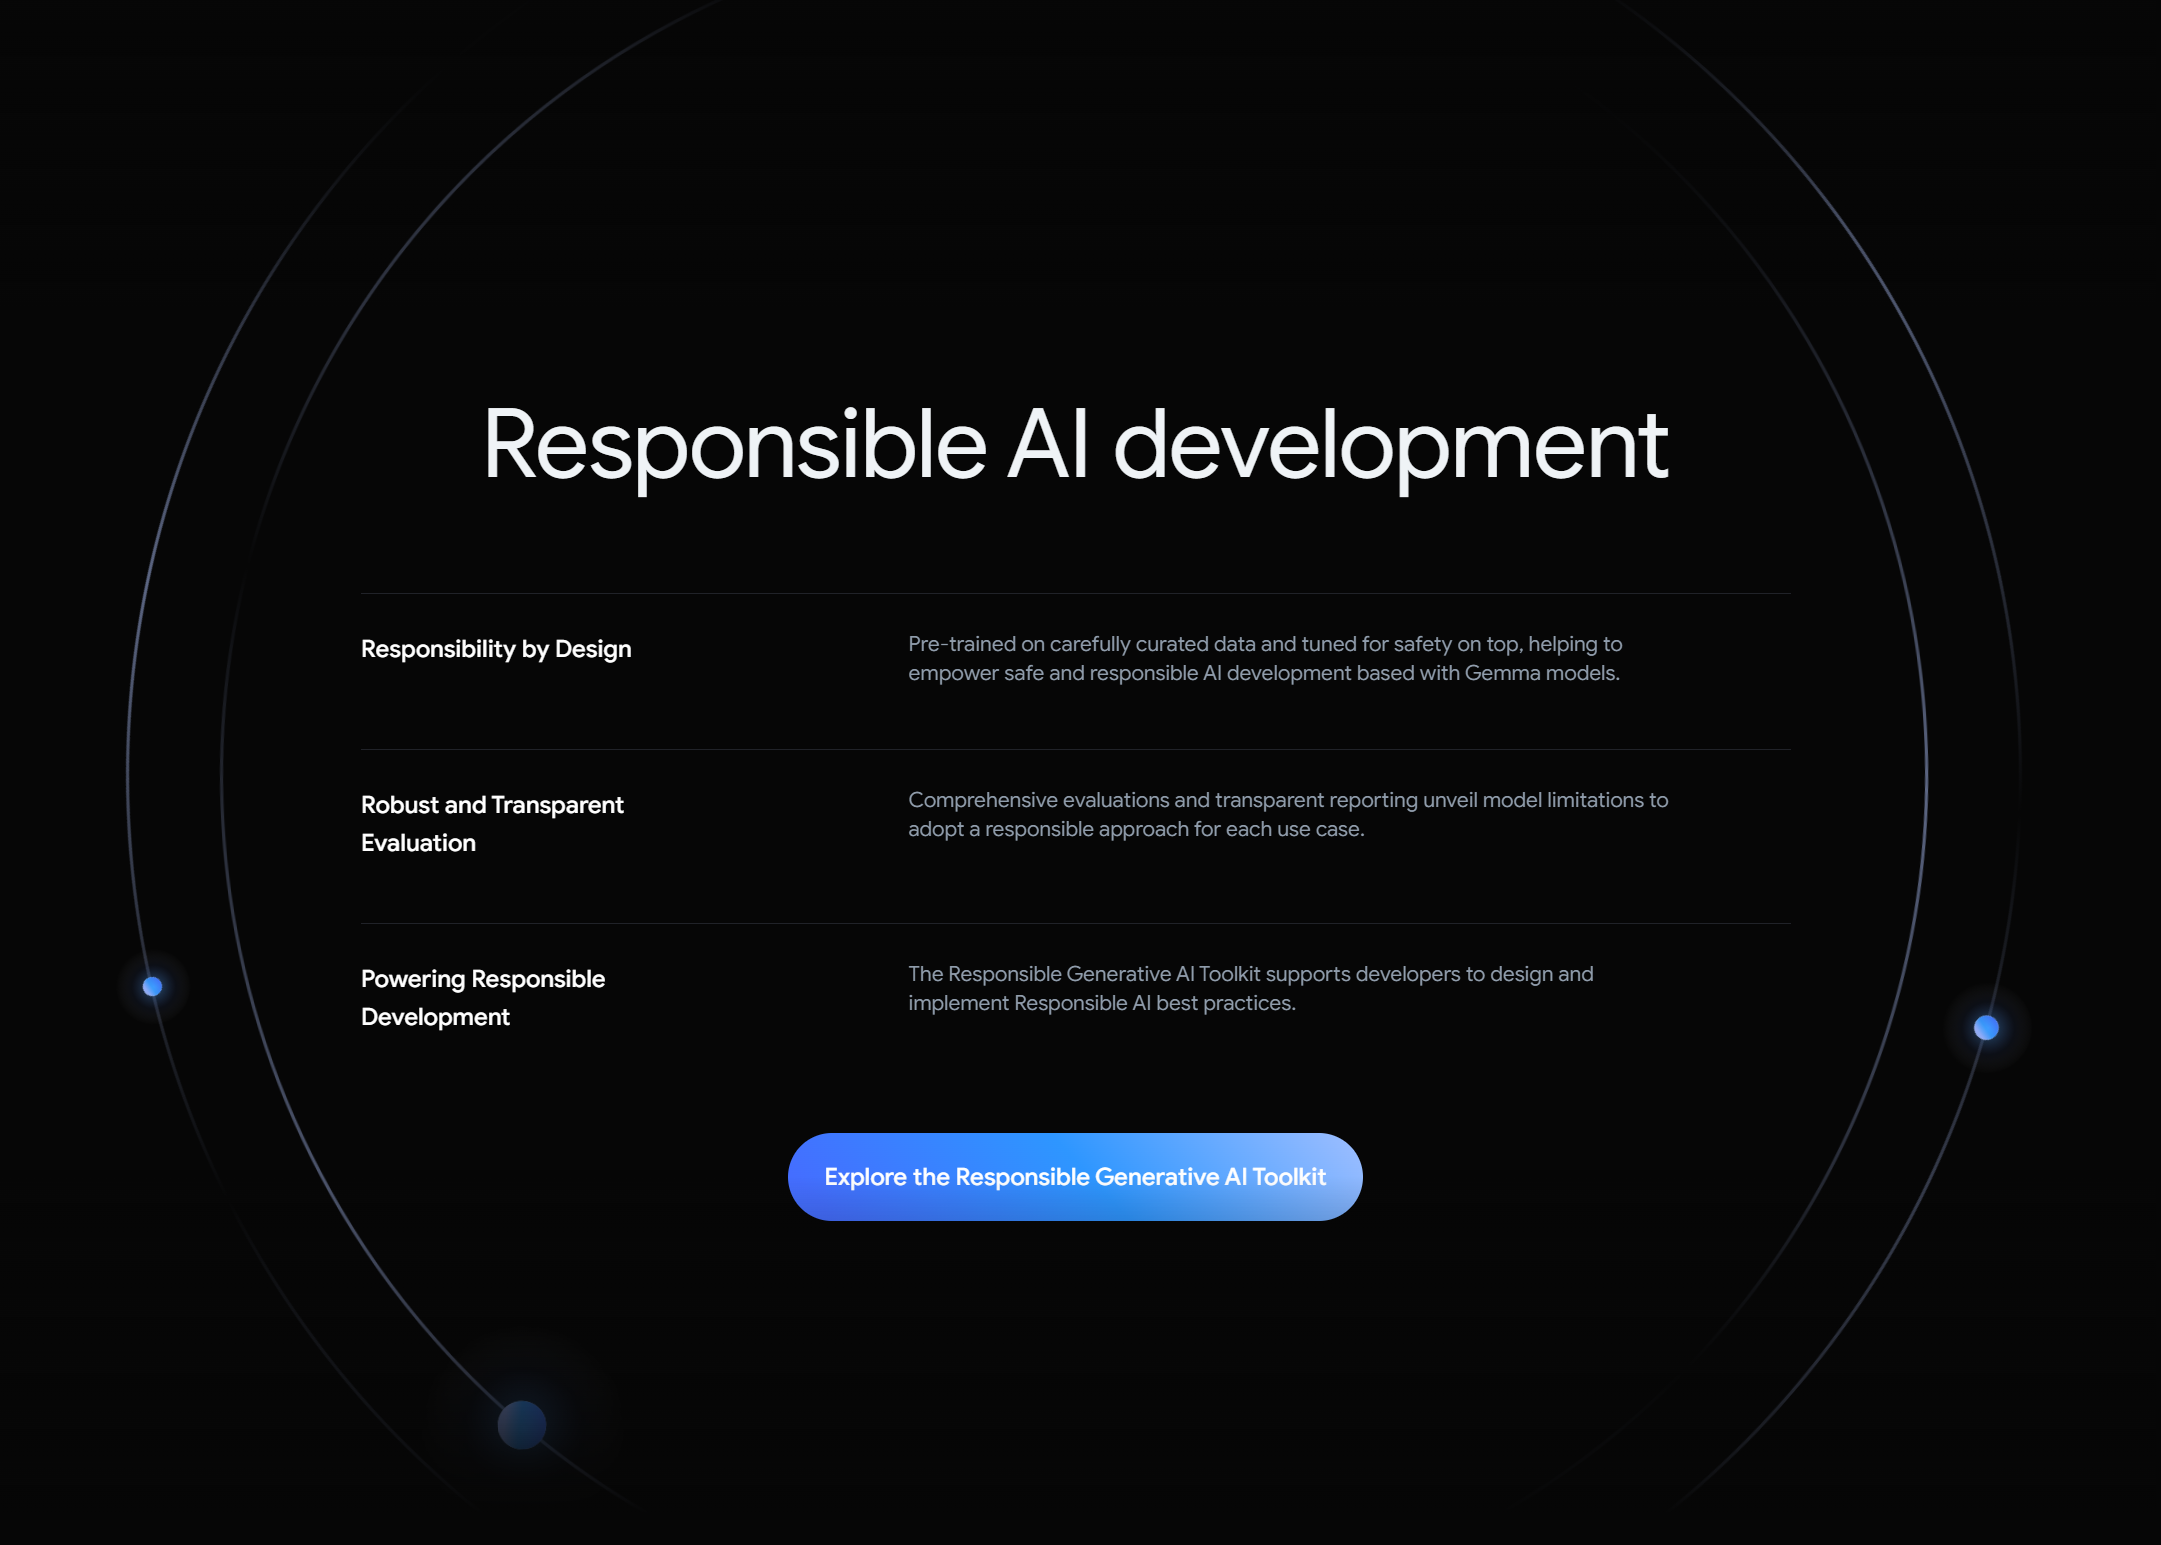 Responsible AI development
Responsibility by Design
Pre-trained on carefully curated data and tuned for safety on top, helping to
empower safe and responsible AI development based with Gemma models.
Robust and Transparent
Evaluation
Comprehensive evaluations and transparent reporting unveil model limitations to
adopt a responsible approach for each use case.
Powering Responsible
Development
The Responsible Generative AI Toolkit supports developers to design and
implement Responsible AI best practices.
Explore the Responsible Generative AI Toolkit